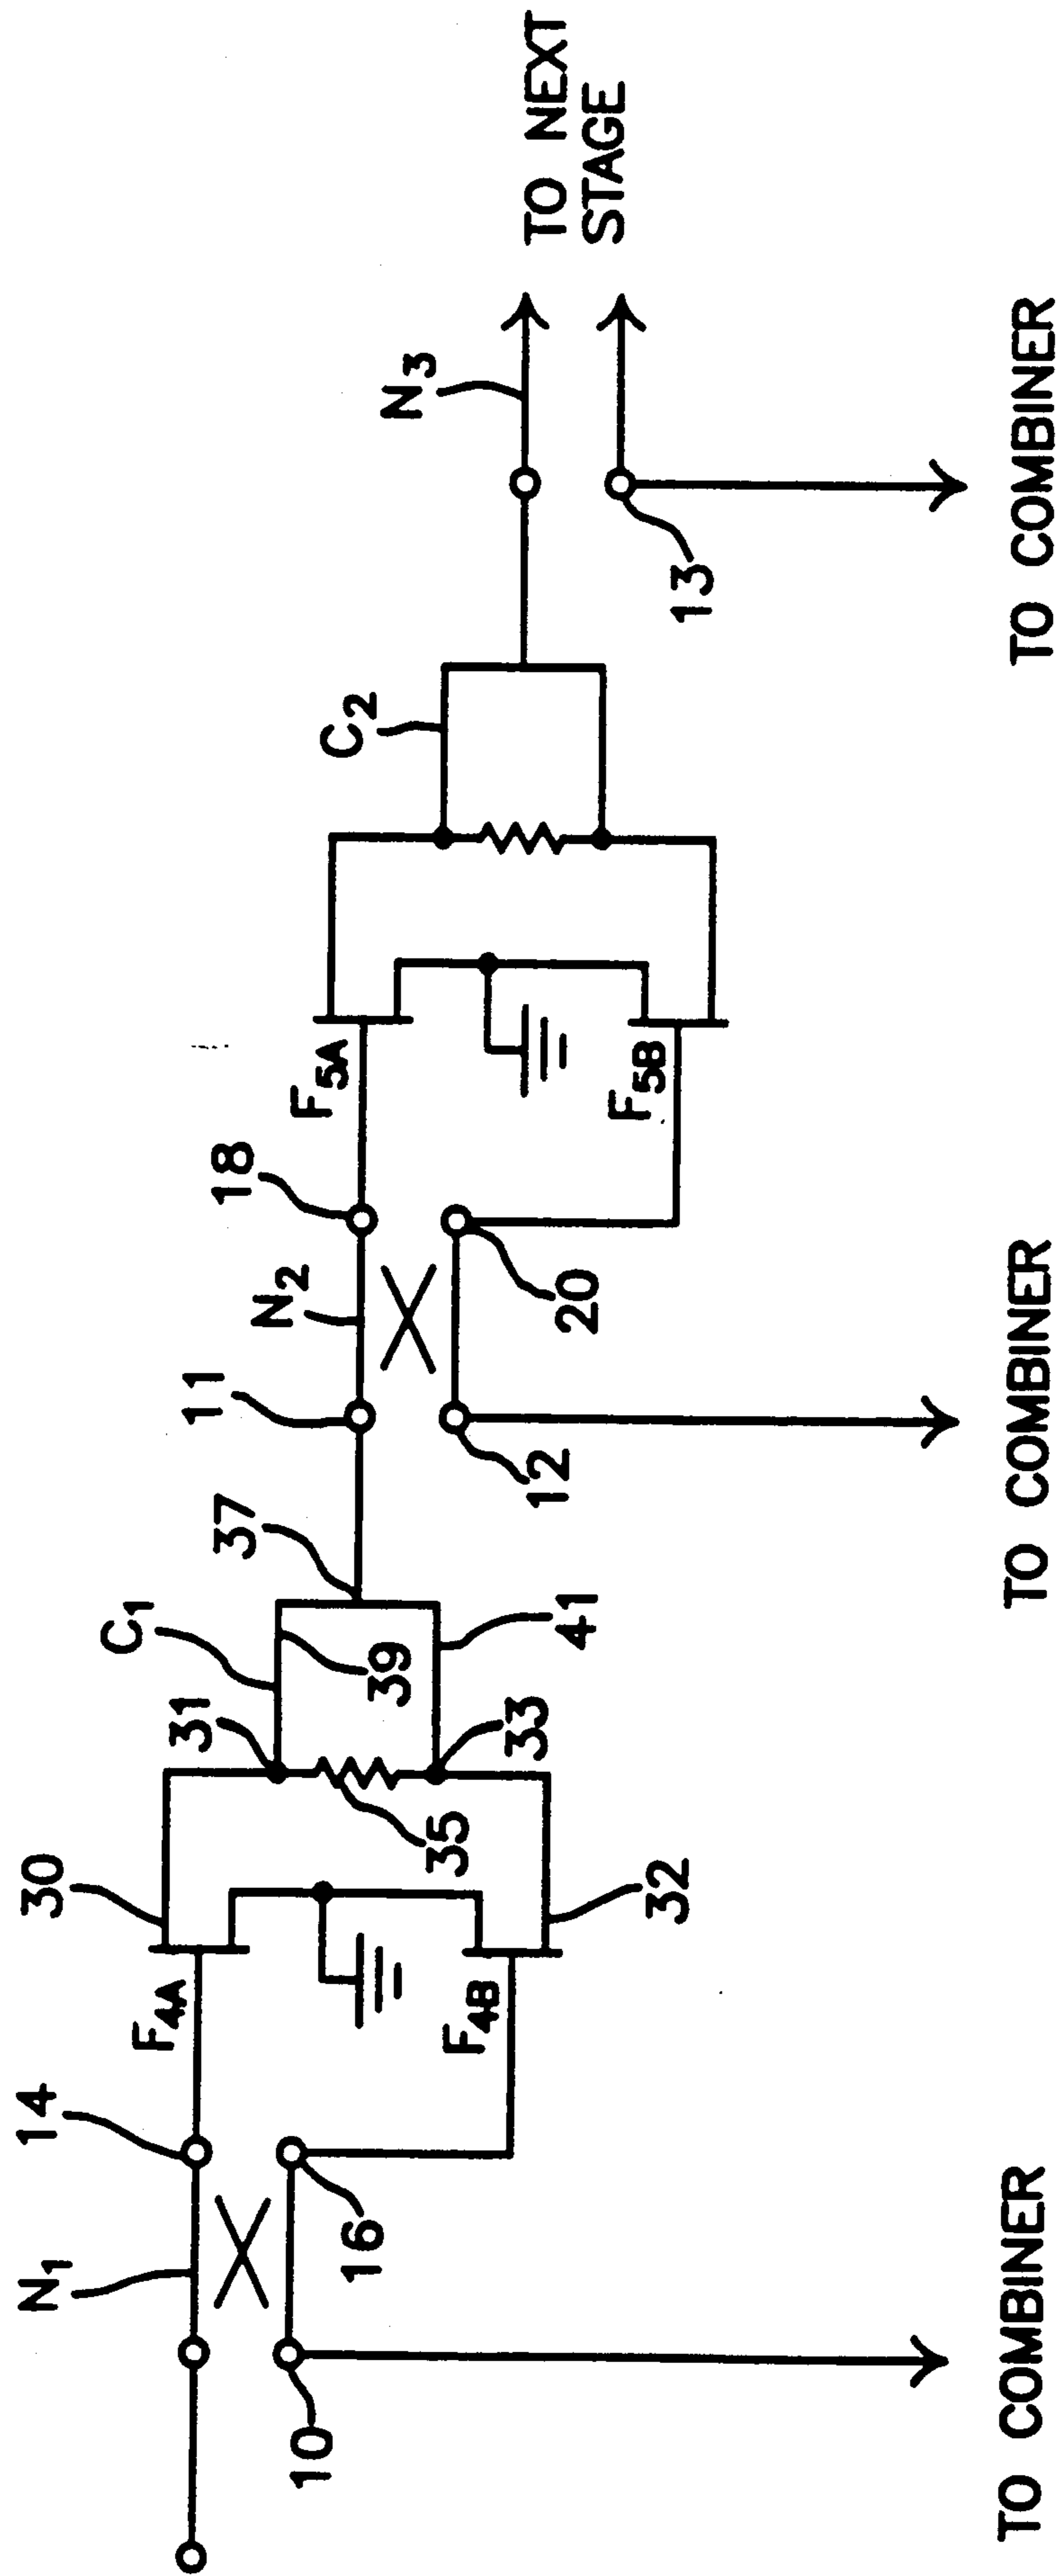 N1
14
10
16
F4A
F4B
30
32
31
33
35
C1
39
41
37
11
12
N2
18
20
F5A
F5B
C2
N3
13
TO NEXT
STAGE
TO COMBINER
TO COMBINER
TO COMBINER